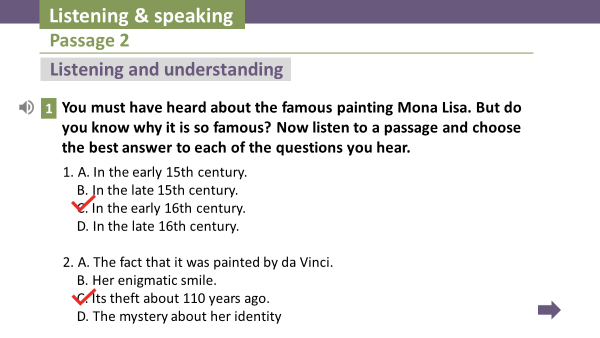 Listening & speaking
Passage 2
Listening and understanding
1 You must have heard about the famous painting Mona Lisa. But do
you know why it is so famous? Now listen to a passage and choose
the best answer to each of the questions you hear.
1. A. In the early 15th century.
B. In the late 15th century.
C. In the early 16th century.
D. In the late 16th century.
2. A. The fact that it was painted by da Vinci.
B. Her enigmatic smile.
C. Its theft about 110 years ago.
D. The mystery about her identity